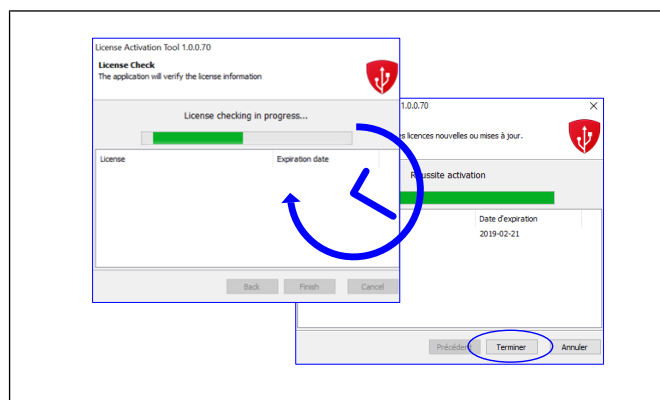 License Activation Tool 1.0.0.70
License Check
The application will verify the license information
License checking in progress...
License Expiration date
Back Finish Cancel
1.0.0.70
licences nouvelles ou mises à jour.
activation
Date d'expiration
2019-02-21
Terminer Annuler